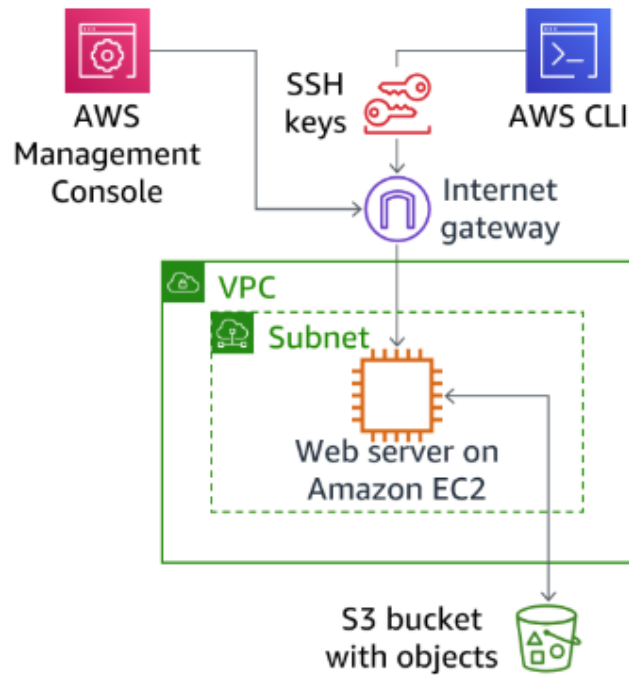 SSH
keys
AWS
Management
Console
AWS CLI
Internet
gateway
VPC
Subnet
Web server on
Amazon EC2
S3 bucket
with objects